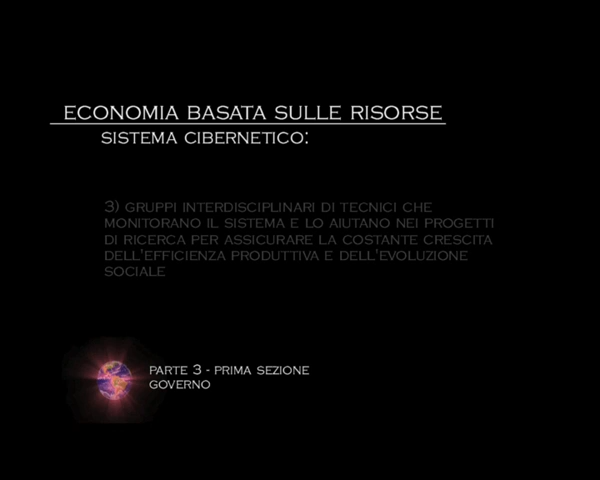 ECONOMIA BASATA SULLE RISORSE
SISTEMA CIBERNETICO:
3) GRUPPI INTERDISCIPLINARI DI TECNICI CHE
MONITORANO IL SISTEMA E LO AIUTANO NEI PROGETTI
DI RICERCA PER ASSICURARE LA COSTANTE CRESCITA
DELL'EFFICIENZA PRODUTTIVA E DELL'EVOLUZIONE
SOCIALE
PARTE 3 - PRIMA SEZIONE
GOVERNO